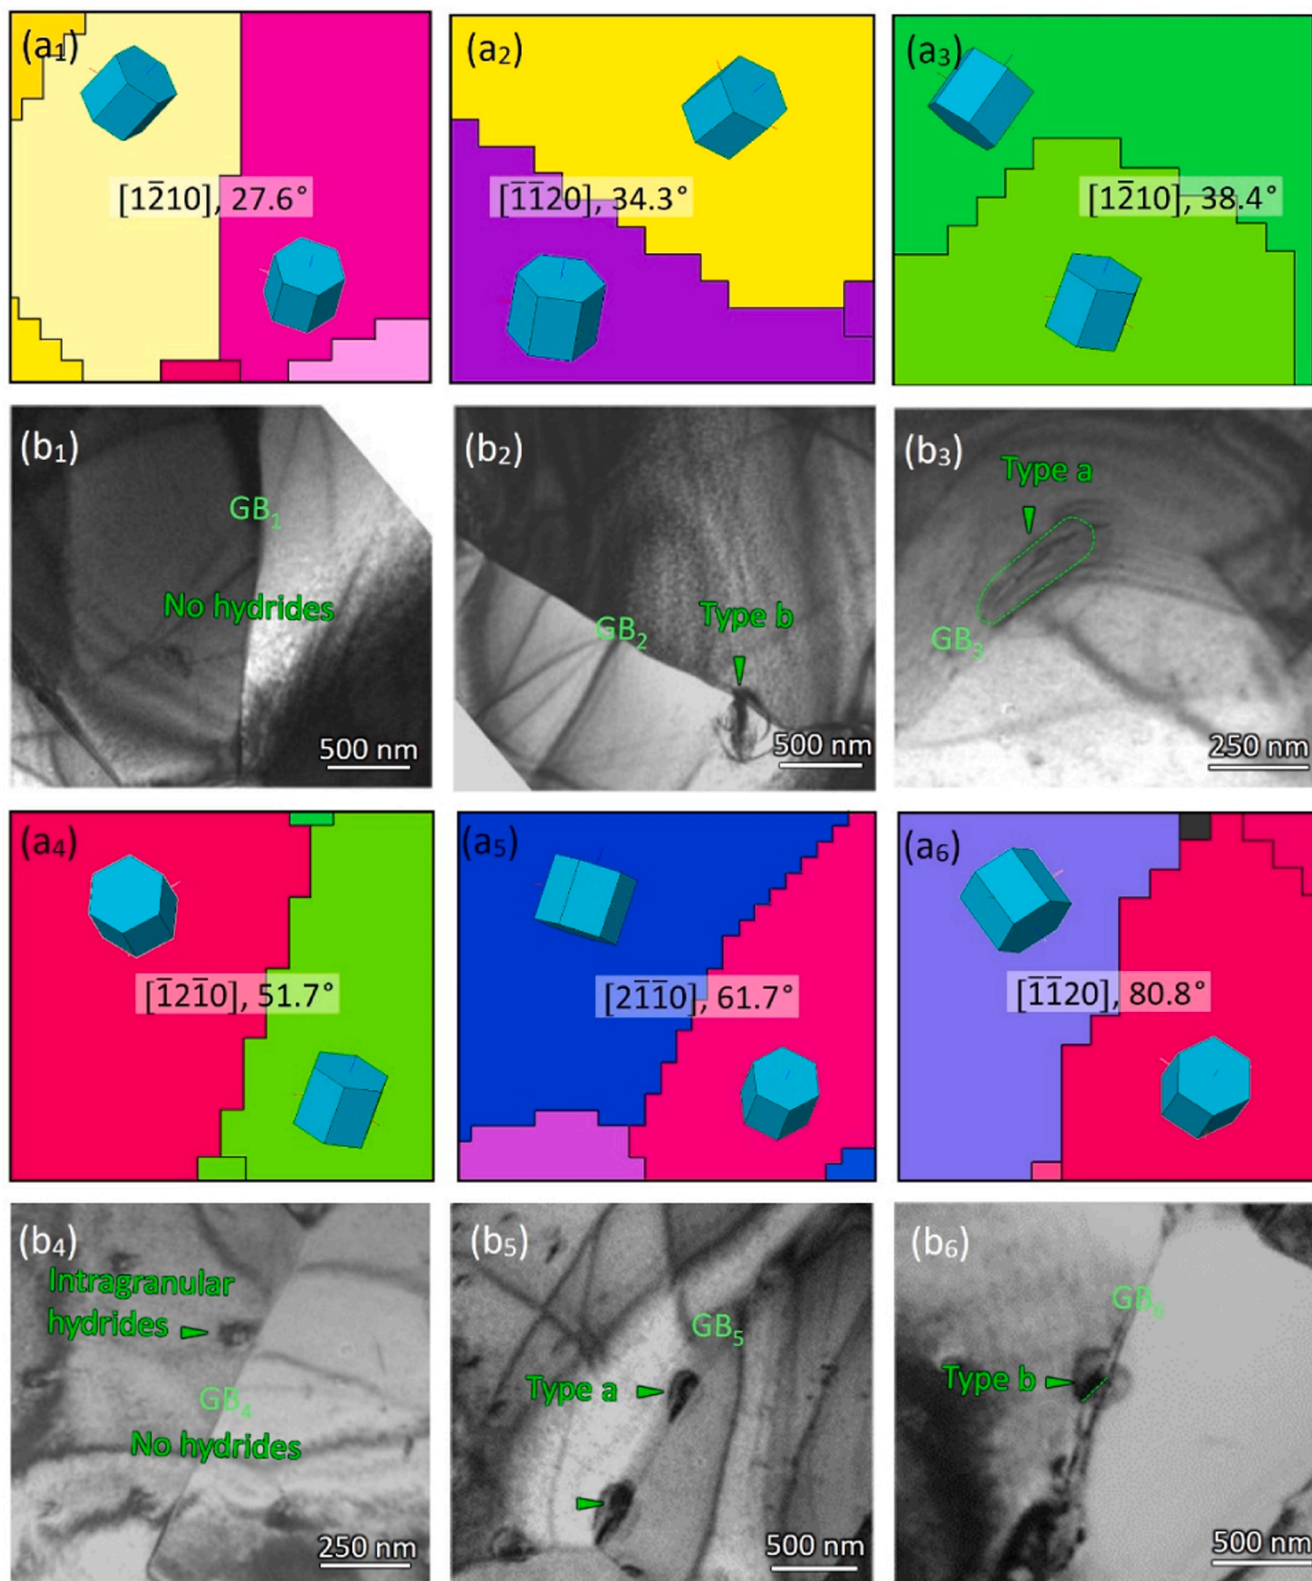 (a₁)
[12̅10], 27.6°
(a₂)
[1̅1̅20], 34.3°
(a₃)
[12̅10], 38.4°
(b₁)
GB₁
No hydrides
500 nm
(b₂)
GB₂
Type b
500 nm
(b₃)
Type a
GB₃
250 nm
(a₄)
[1̅21̅0], 51.7°
(a₅)
[21̅1̅0], 61.7°
(a₆)
[1̅1̅20], 80.8°
(b₄)
Intragranular
hydrides
GB₄
No hydrides
250 nm
(b₅)
GB₅
Type a
500 nm
(b₆)
GB₆
Type b
500 nm